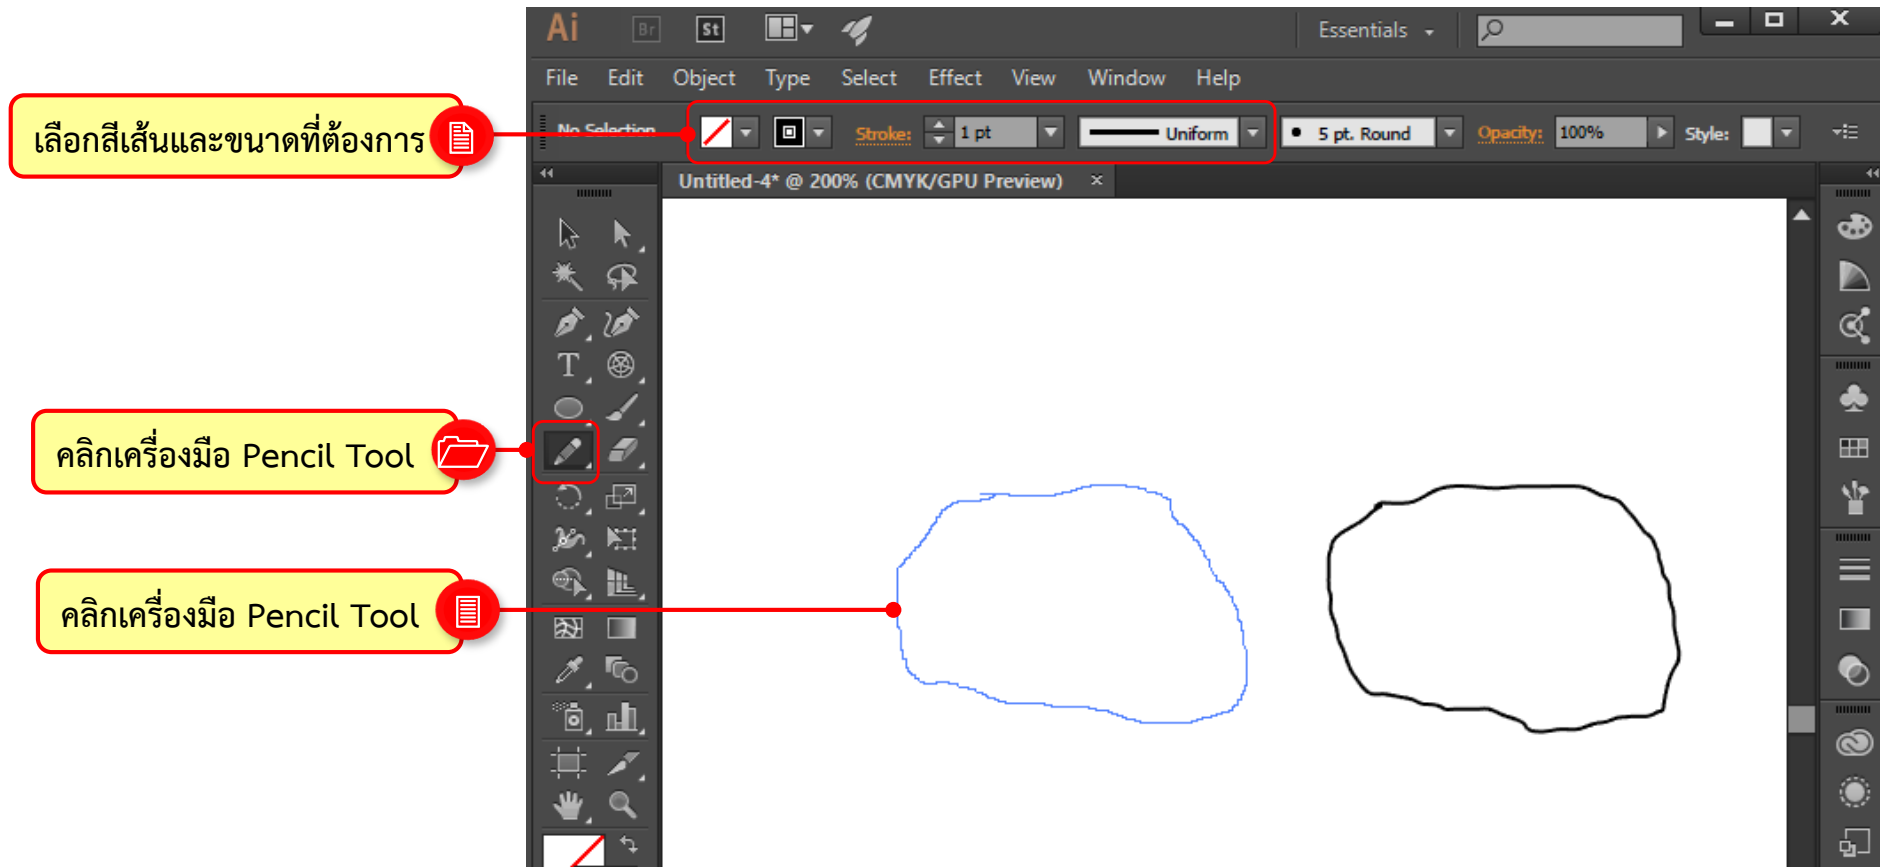 Ai Br St Essentials
File Edit Object Type Select Effect View Window Help
เลือกสีเส้นและขนาดที่ต้องการ
No Selection Stroke: 1 pt Uniform 5 pt. Round Opacity: 100% Style:
Untitled-4* @ 200% (CMYK/GPU Preview) ×
คลิกเครื่องมือ Pencil Tool
คลิกเครื่องมือ Pencil Tool